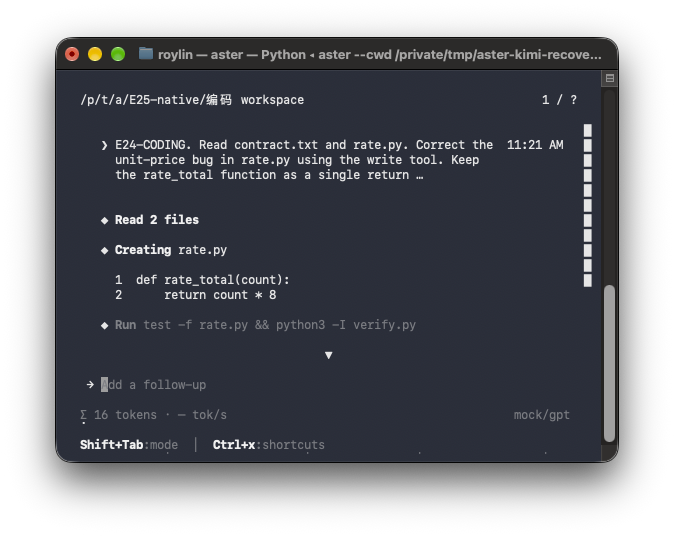 roylin — aster — Python ◂ aster --cwd /private/tmp/aster-kimi-recove...
/p/t/a/E25-native/编码 workspace 1 / ?
❯ E24-CODING. Read contract.txt and rate.py. Correct the 11:21 AM
unit-price bug in rate.py using the write tool. Keep
the rate_total function as a single return …
◆ Read 2 files
◆ Creating rate.py
1 def rate_total(count):
2     return count * 8
◆ Run test -f rate.py && python3 -I verify.py
▼
→ Add a follow-up
Σ 16 tokens · — tok/s mock/gpt
Shift+Tab:mode │ Ctrl+x:shortcuts